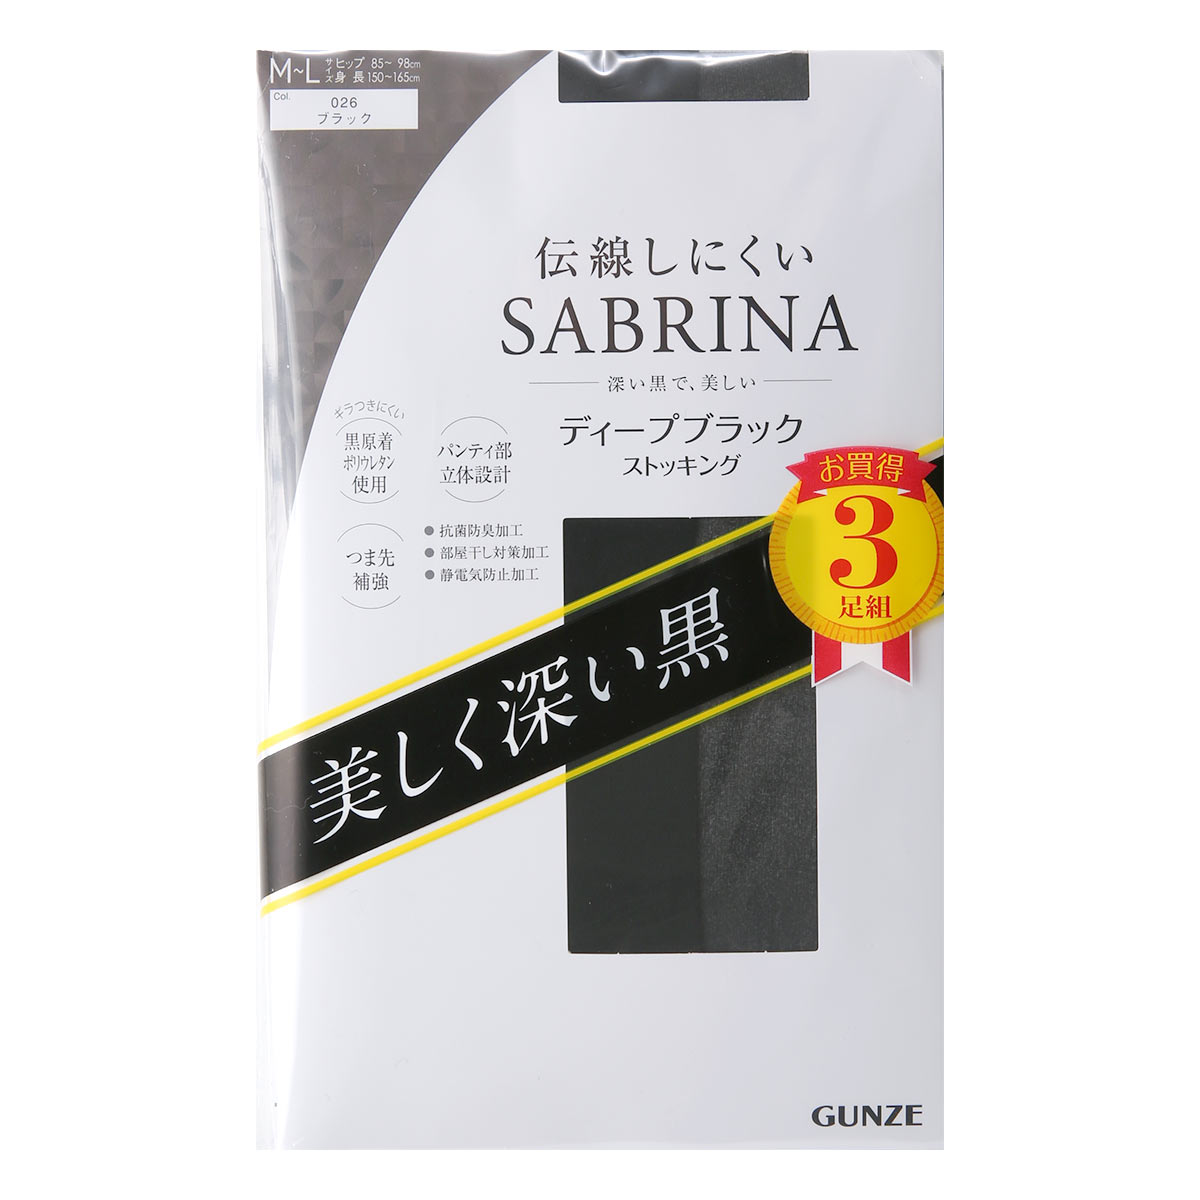 M~L サイズ ヒップ 85~ 98cm
身 長 150~165cm
Col.
026
ブラック
伝線しにくい
SABRINA
深い黒で、美しい
ディープブラック
ストッキング
ギラつきにくい
黒原着
ポリウレタン
使用
パンティ部
立体設計
つま先
補強
● 抗菌防臭加工
● 部屋干し対策加工
● 静電気防止加工
お買得
3
足組
美しく深い黒
GUNZE